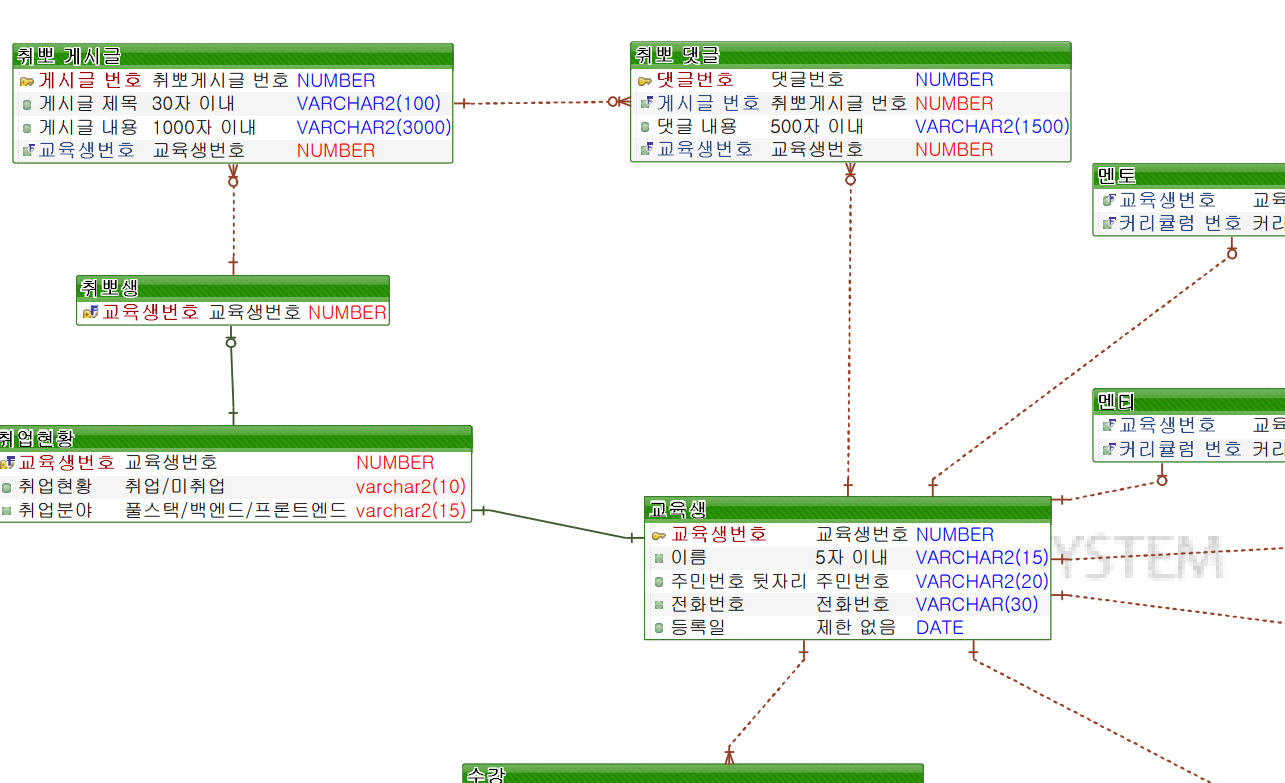 취뽀 게시글
게시글 번호 취뽀게시글 번호 NUMBER
게시글 제목 30자 이내 VARCHAR2(100)
게시글 내용 1000자 이내 VARCHAR2(3000)
교육생번호 교육생번호 NUMBER
취뽀 댓글
댓글번호 댓글번호 NUMBER
게시글 번호 취뽀게시글 번호 NUMBER
댓글 내용 500자 이내 VARCHAR2(1500)
교육생번호 교육생번호 NUMBER
멘토
교육생번호 교육
커리큘럼 번호 커리
취뽀생
교육생번호 교육생번호 NUMBER
멘티
교육생번호 교육
커리큘럼 번호 커리
취업현황
교육생번호 교육생번호 NUMBER
취업현황 취업/미취업 varchar2(10)
취업분야 풀스택/백엔드/프론트엔드 varchar2(15)
교육생
교육생번호 교육생번호 NUMBER
이름 5자 이내 VARCHAR2(15)
주민번호 뒷자리 주민번호 VARCHAR2(20)
전화번호 전화번호 VARCHAR(30)
등록일 제한 없음 DATE
YSTEM
수강